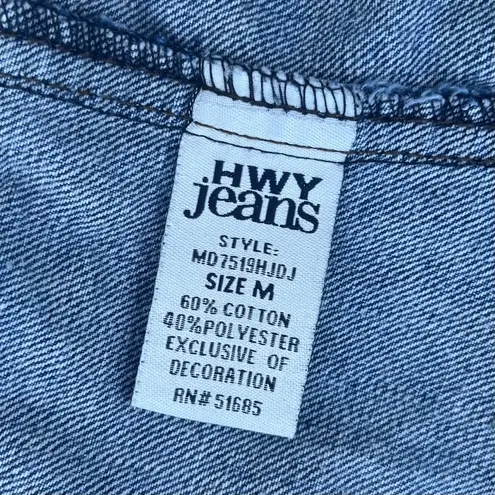 HWY
jeans
STYLE:
MD7519HJDJ
SIZE M
60% COTTON
40%POLYESTER
EXCLUSIVE OF
DECORATION
RN# 51685